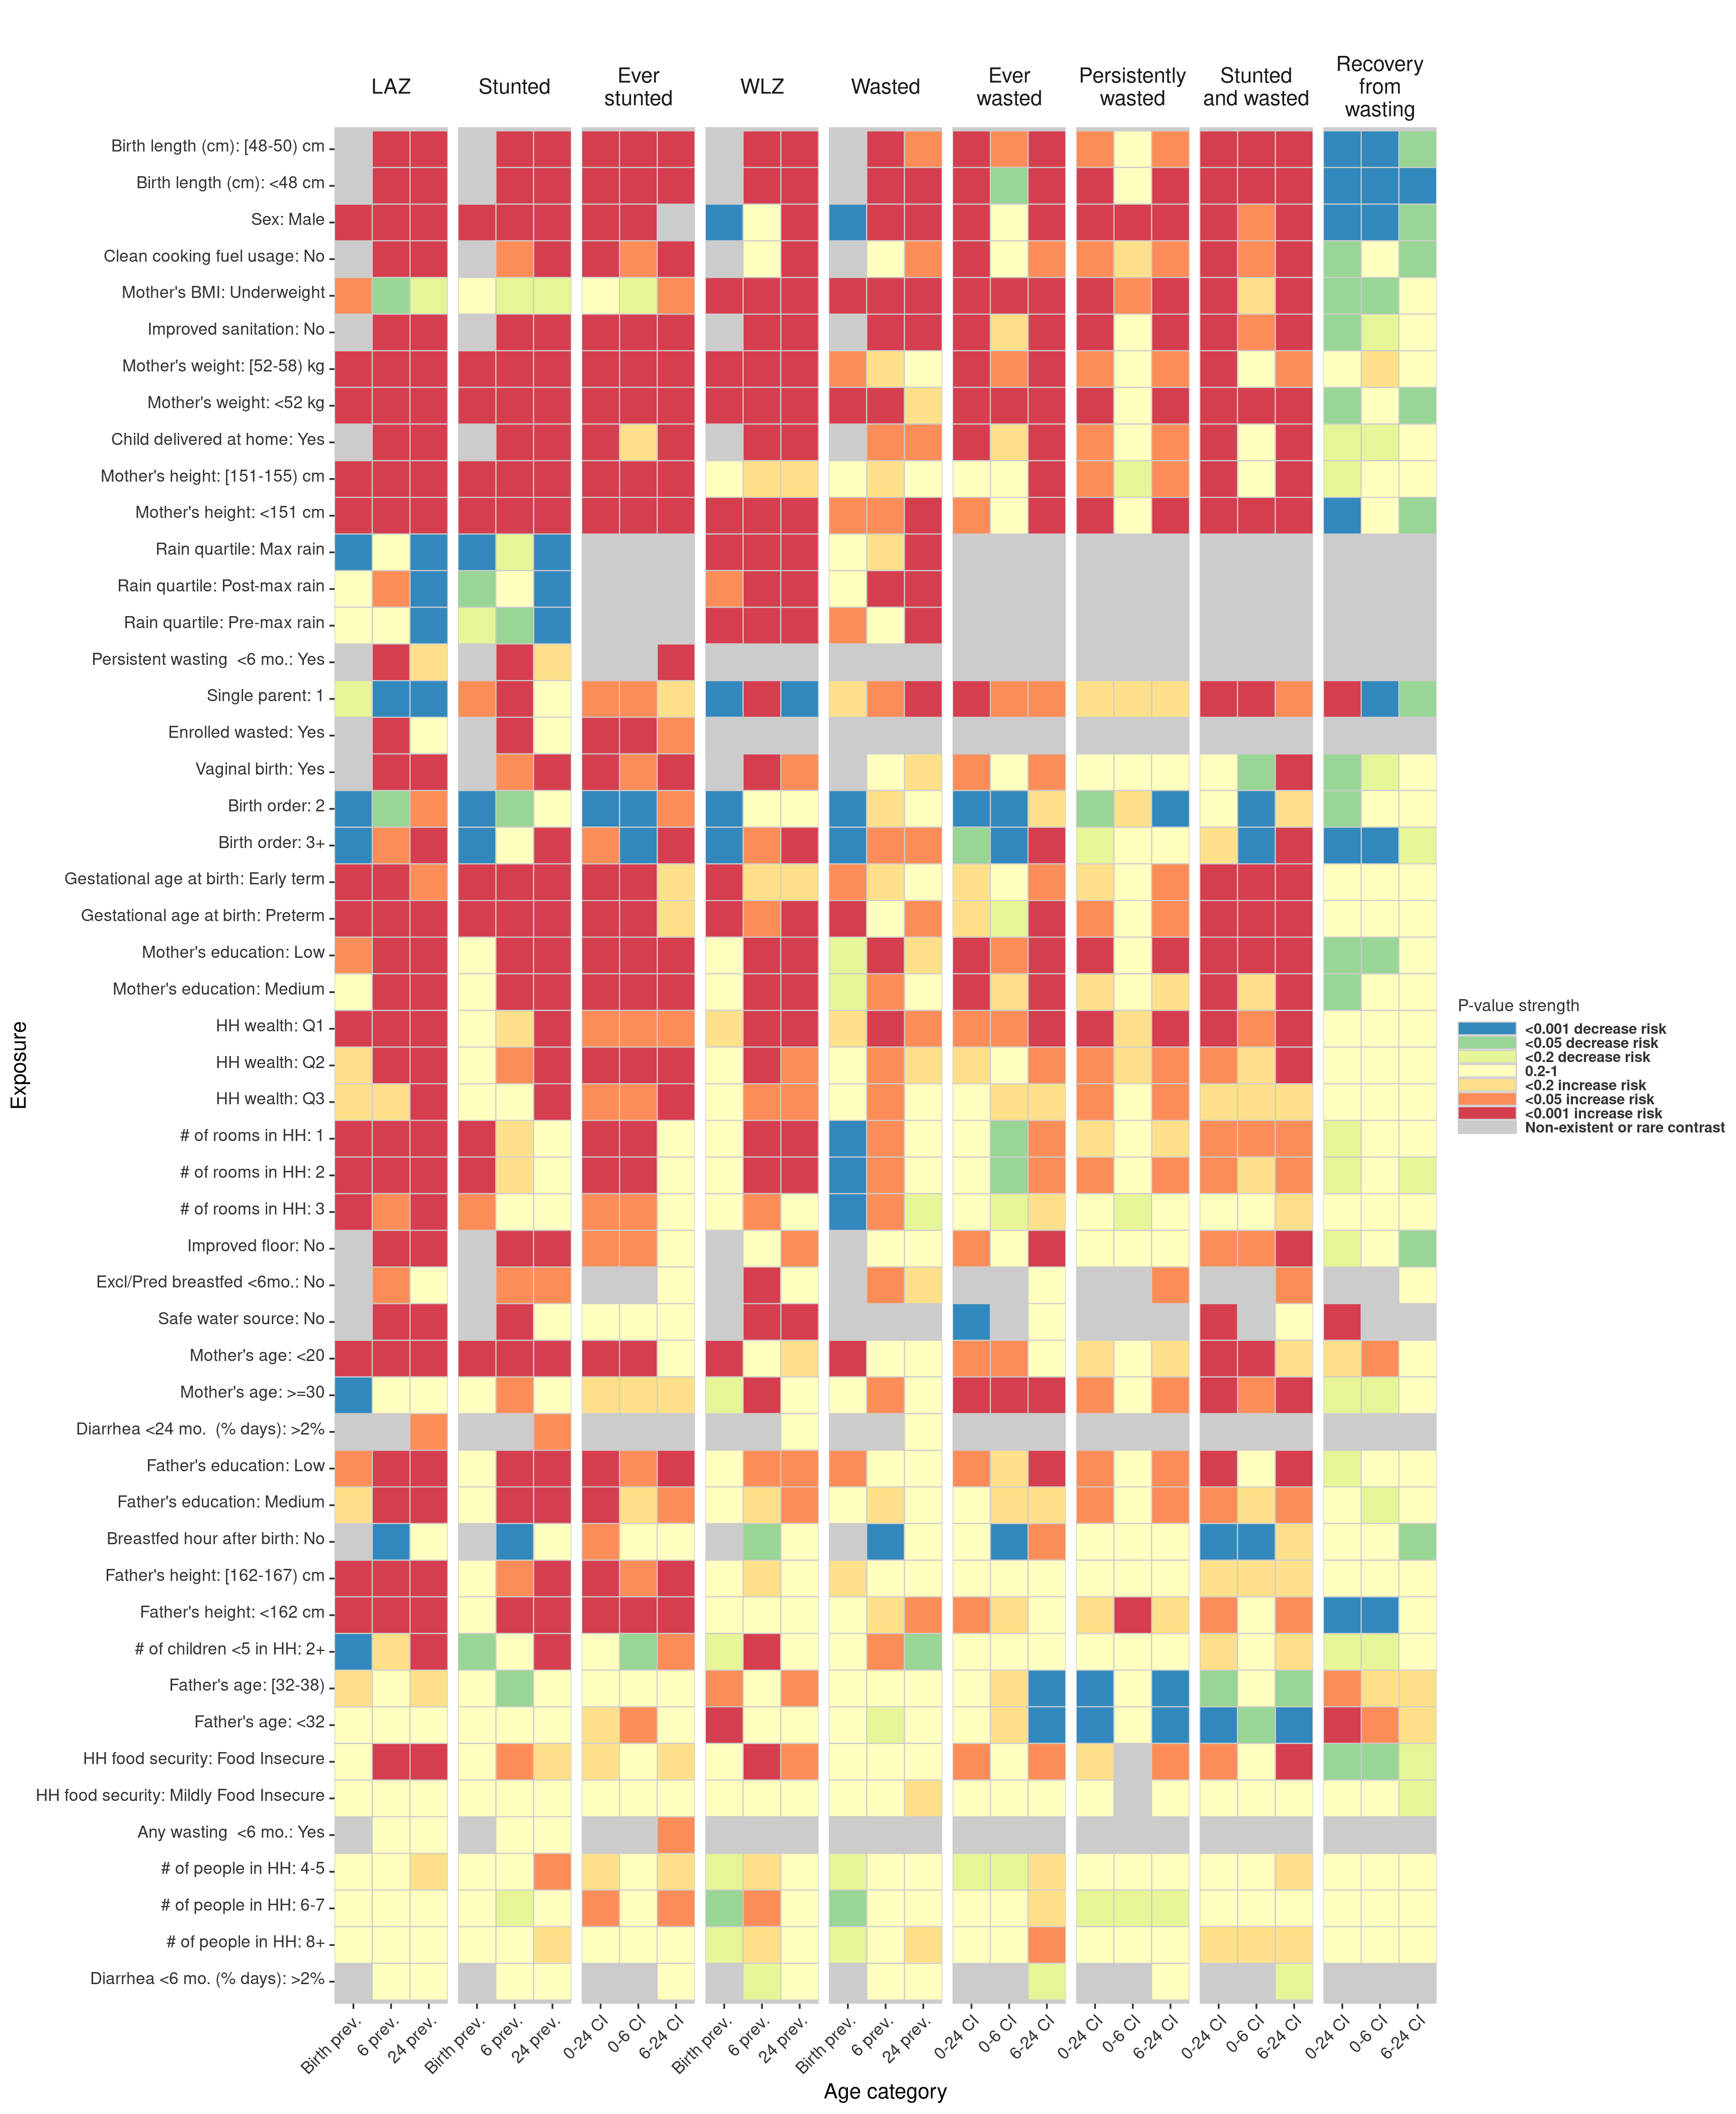 LAZ
Stunted
Ever
stunted
WLZ
Wasted
Ever
wasted
Persistently
wasted
Stunted
and wasted
Recovery
from
wasting
Exposure
Birth length (cm): [48-50) cm
Birth length (cm): <48 cm
Sex: Male
Clean cooking fuel usage: No
Mother's BMI: Underweight
Improved sanitation: No
Mother's weight: [52-58) kg
Mother's weight: <52 kg
Child delivered at home: Yes
Mother's height: [151-155) cm
Mother's height: <151 cm
Rain quartile: Max rain
Rain quartile: Post-max rain
Rain quartile: Pre-max rain
Persistent wasting <6 mo.: Yes
Single parent: 1
Enrolled wasted: Yes
Vaginal birth: Yes
Birth order: 2
Birth order: 3+
Gestational age at birth: Early term
Gestational age at birth: Preterm
Mother's education: Low
Mother's education: Medium
HH wealth: Q1
HH wealth: Q2
HH wealth: Q3
# of rooms in HH: 1
# of rooms in HH: 2
# of rooms in HH: 3
Improved floor: No
Excl/Pred breastfed <6mo.: No
Safe water source: No
Mother's age: <20
Mother's age: >=30
Diarrhea <24 mo. (% days): >2%
Father's education: Low
Father's education: Medium
Breastfed hour after birth: No
Father's height: [162-167) cm
Father's height: <162 cm
# of children <5 in HH: 2+
Father's age: [32-38)
Father's age: <32
HH food security: Food Insecure
HH food security: Mildly Food Insecure
Any wasting <6 mo.: Yes
# of people in HH: 4-5
# of people in HH: 6-7
# of people in HH: 8+
Diarrhea <6 mo. (% days): >2%
Birth prev.
6 prev.
24 prev.
Birth prev.
6 prev.
24 prev.
0-24 CI
0-6 CI
6-24 CI
Birth prev.
6 prev.
24 prev.
Birth prev.
6 prev.
24 prev.
0-24 CI
0-6 CI
6-24 CI
0-24 CI
0-6 CI
6-24 CI
0-24 CI
0-6 CI
6-24 CI
0-24 CI
0-6 CI
6-24 CI
Age category
P-value strength
<0.001 decrease risk
<0.05 decrease risk
<0.2 decrease risk
0.2-1
<0.2 increase risk
<0.05 increase risk
<0.001 increase risk
Non-existent or rare contrast